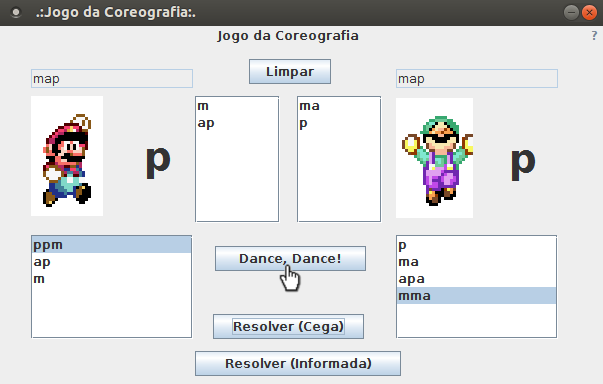 .:Jogo da Coreografia:.
Jogo da Coreografia
?
Limpar
map
map
m
ap
ma
p
p
p
ppm
ap
m
Dance, Dance!
p
ma
apa
mma
Resolver (Cega)
Resolver (Informada)